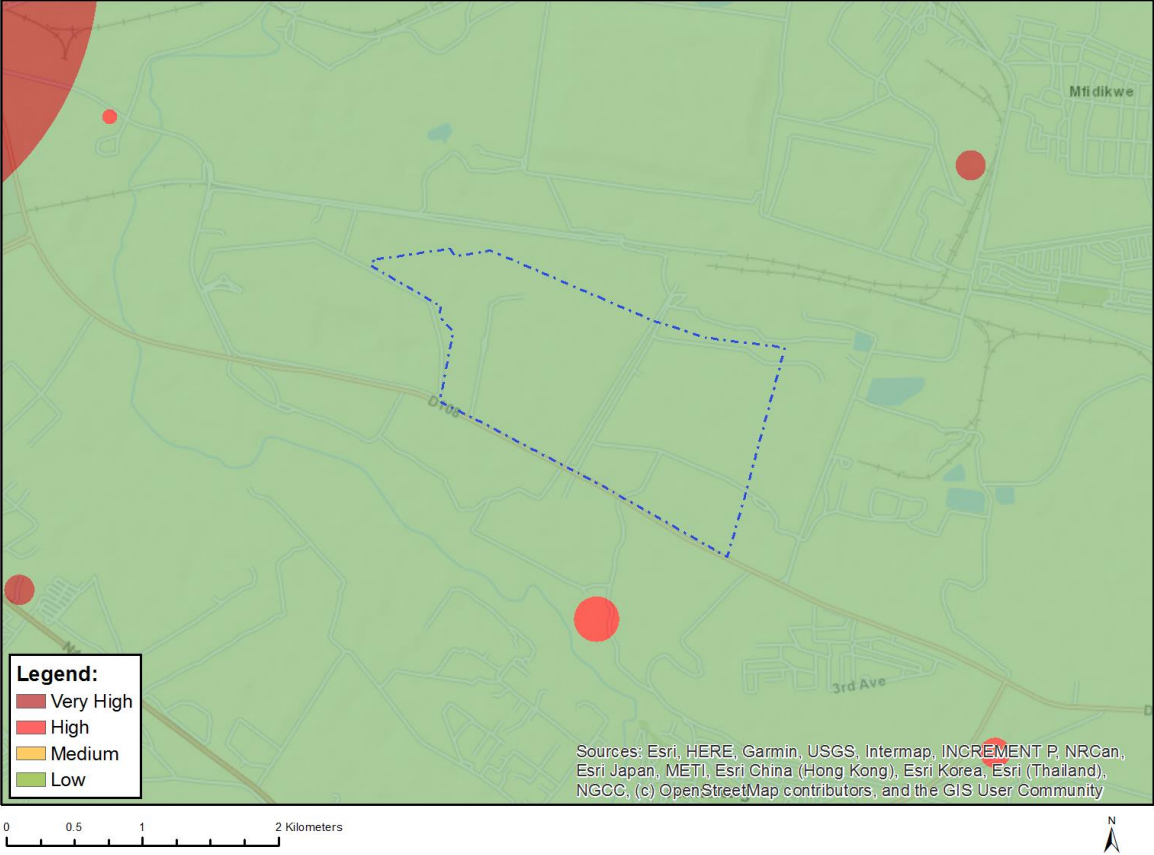 Mfidikwe
D108
N4
3rd Ave
D
Legend:
Very High
High
Medium
Low
Sources: Esri, HERE, Garmin, USGS, Intermap, INCREMENT P, NRCan,
Esri Japan, METI, Esri China (Hong Kong), Esri Korea, Esri (Thailand),
NGCC, (c) OpenStreetMap contributors, and the GIS User Community
0 0.5 1 2 Kilometers
N